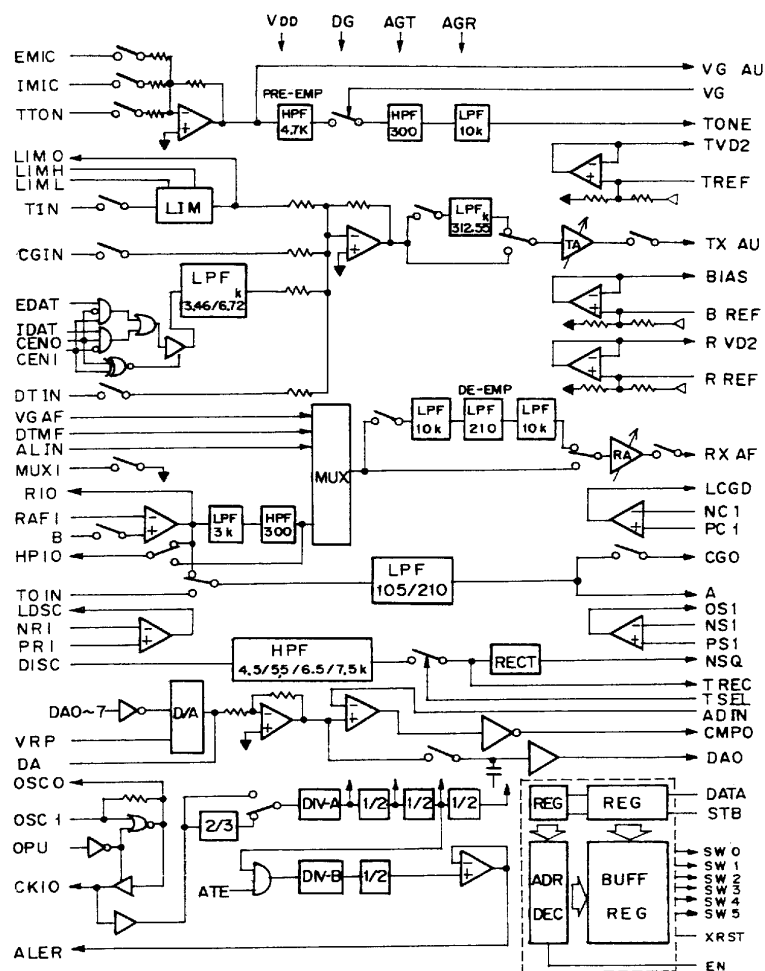 VDD DG AGT AGR
EMIC
IMIC
TTON
PRE-EMP
HPF 4.7K
HPF 300
LPF 10k
VG AU
VG
TONE
LIMO
LIMH
LIML
TIN
LIM
TVD2
TREF
LPF k 312.55
TA
TX AU
CGIN
LPF k 3.46/6.72
BIAS
B REF
EDAT
IDAT
CENO
CENI
R VD2
R REF
DTIN
VGAF
DTMF
ALIN
MUXI
MUX
DE-EMP
LPF 10k
LPF 210
LPF 10k
RA
RX AF
RIO
RAFI
B
HPIO
LPF 3k
HPF 300
LCGD
NC1
PC1
CGO
TOIN
LPF 105/210
A
LDSC
NRI
PRI
OS1
NS1
PS1
DISC
HPF 4.5/5.5/6.5/7.5k
RECT
NSQ
TREC
TSEL
ADIN
DAO~7
D/A
VRP
DA
CMPO
DAO
OSC0
OSC1
OPU
CKIO
ALER
2/3
DIV-A
1/2
1/2
1/2
ATE
DIV-B
1/2
REG
REG
ADR DEC
BUFF REG
DATA
STB
SW0
SW1
SW2
SW3
SW4
SW5
XRST
EN